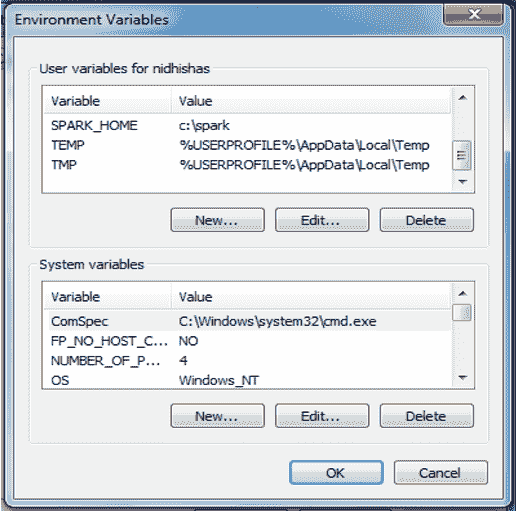 Environment Variables
User variables for nidhishas
Variable Value
SPARK_HOME c:\spark
TEMP %USERPROFILE%\AppData\Local\Temp
TMP %USERPROFILE%\AppData\Local\Temp
New... Edit... Delete
System variables
Variable Value
ComSpec C:\Windows\system32\cmd.exe
FP_NO_HOST_C... NO
NUMBER_OF_P... 4
OS Windows_NT
New... Edit... Delete
OK Cancel